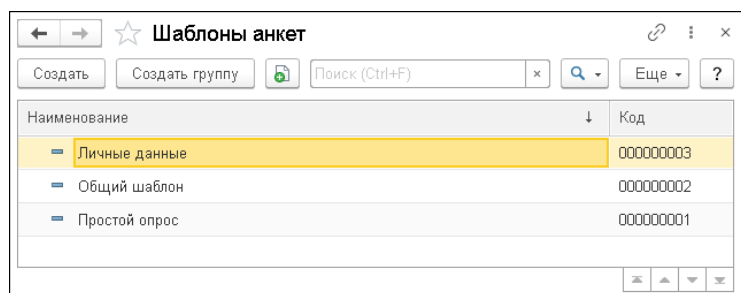 Шаблоны анкет
Создать Создать группу Поиск (Ctrl+F) × Еще ?
Наименование ↓ Код
Личные данные 000000003
Общий шаблон 000000002
Простой опрос 000000001